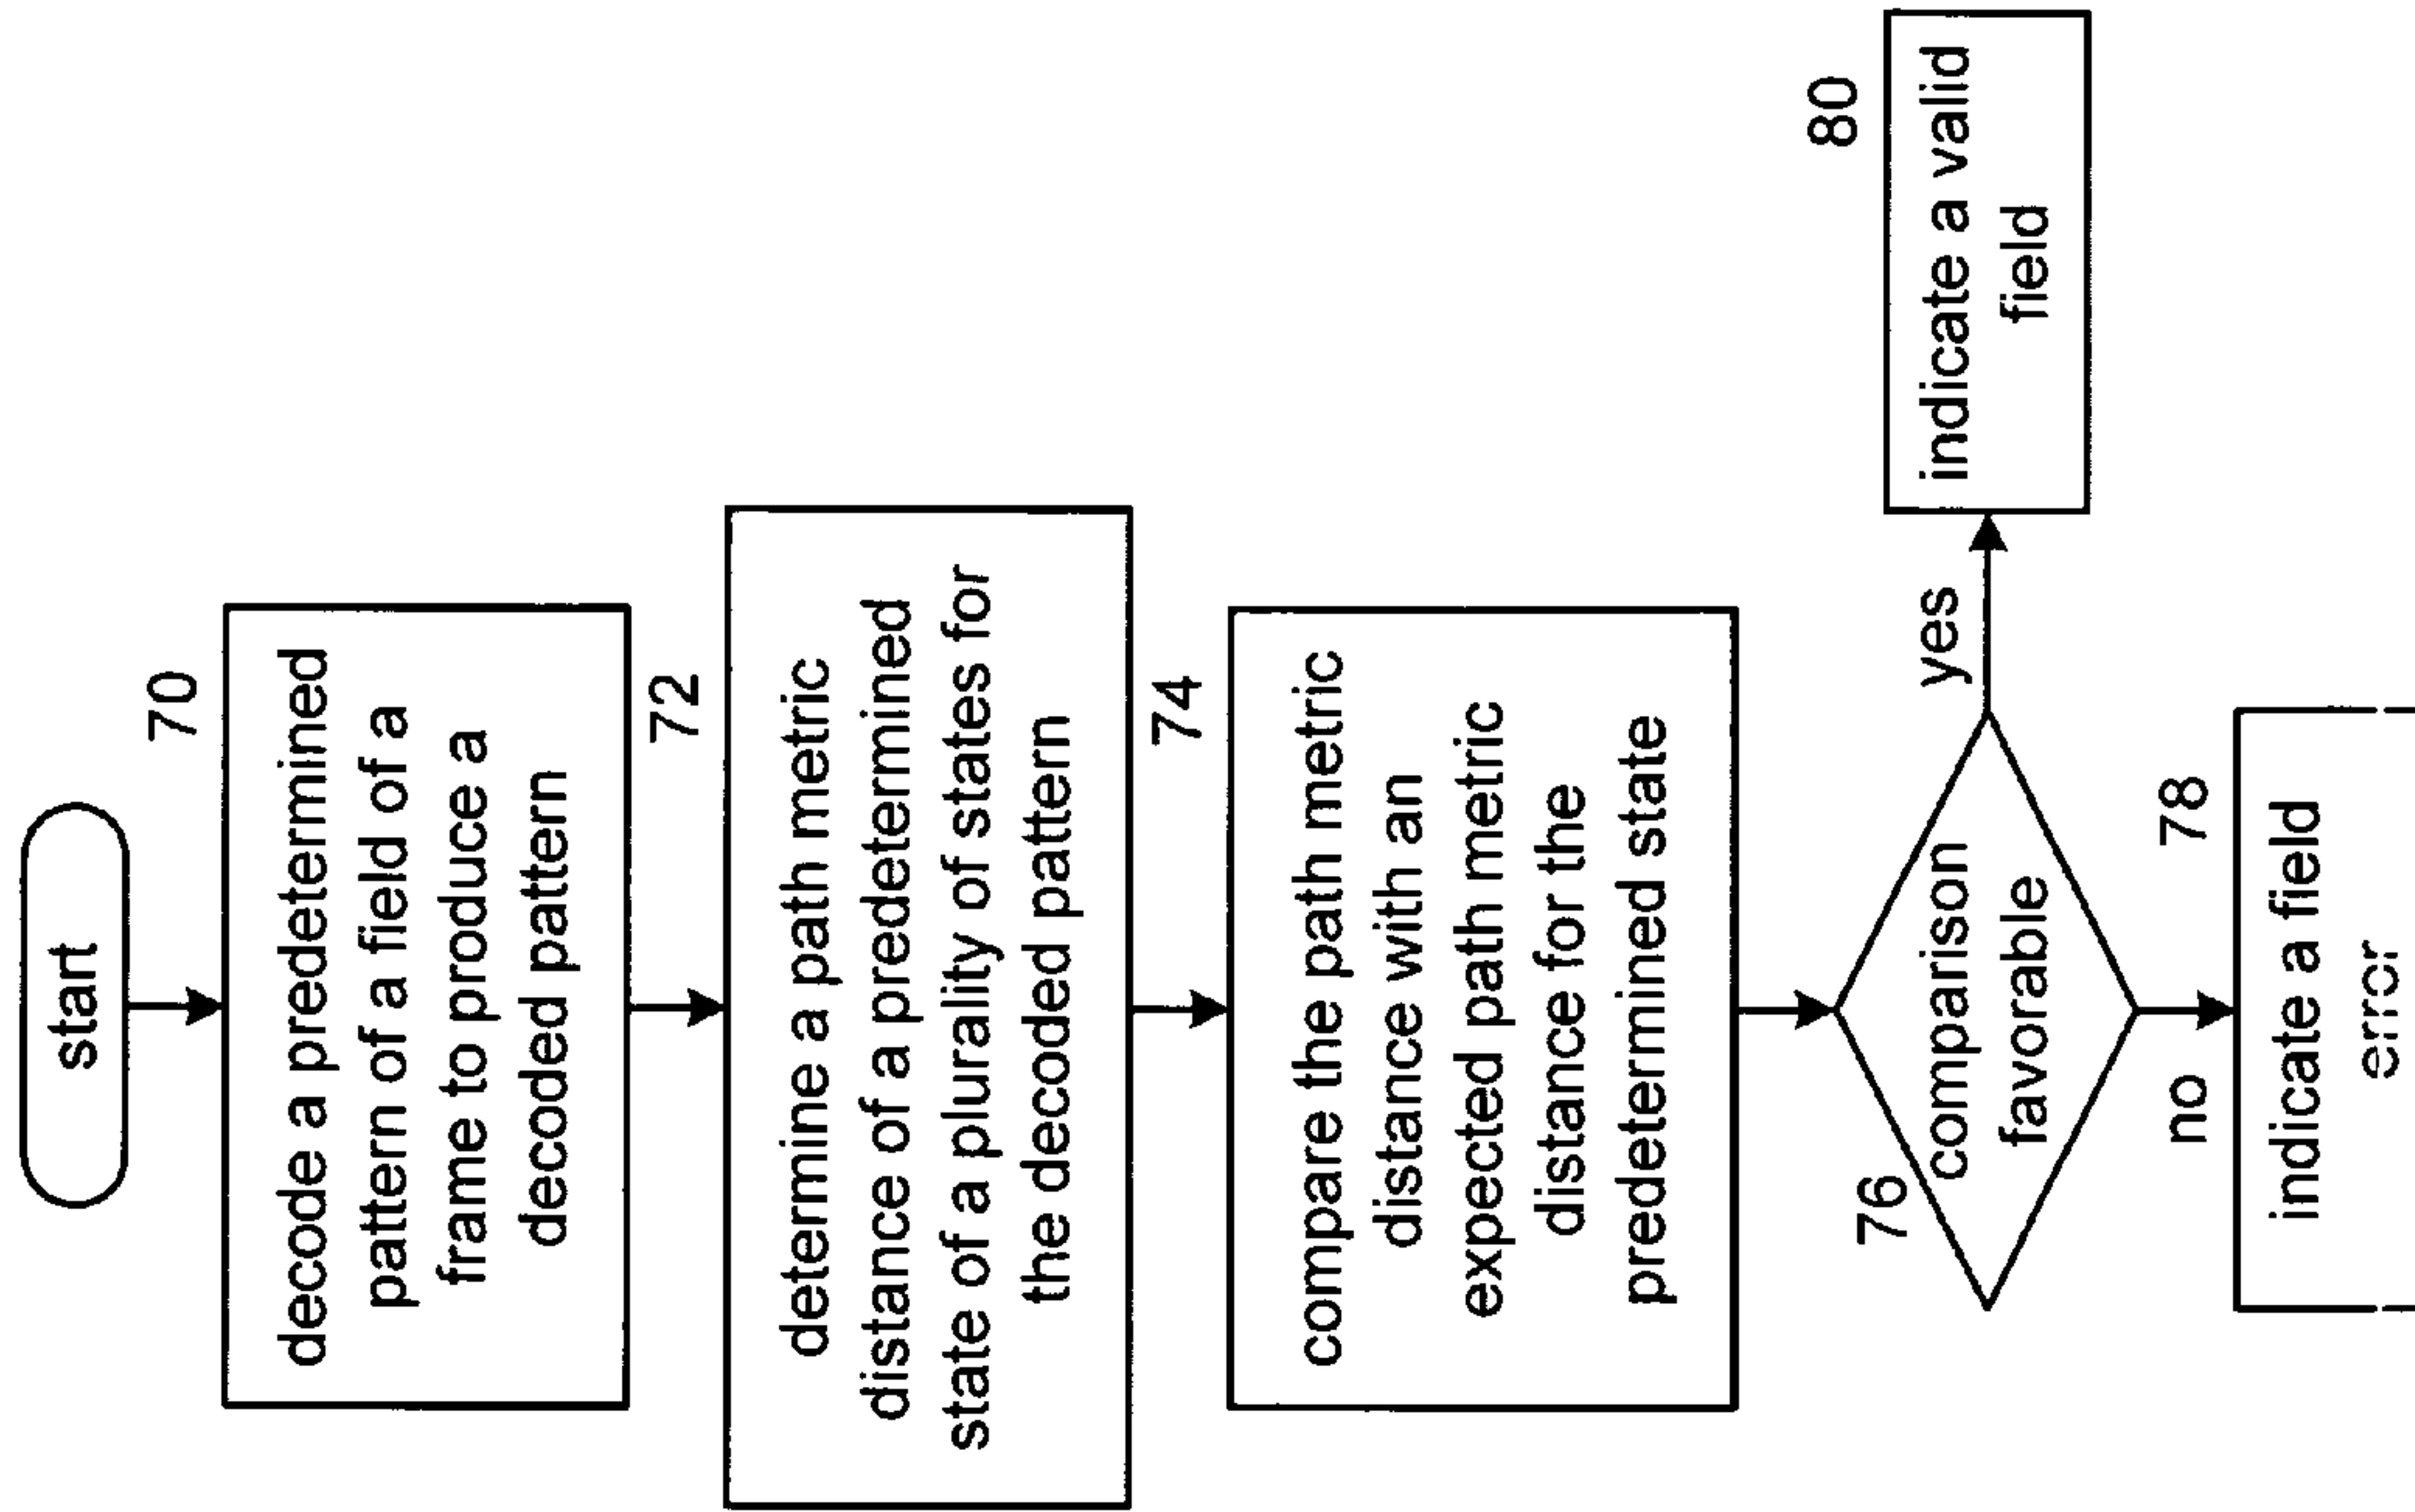 start
70
decode a predetermined
pattern of a field of a
frame to produce a
decoded pattern
72
determine a path metric
distance of a predetermined
state of a plurality of states for
the decoded pattern
74
compare the path metric
distance with an
expected path metric
distance for the
predetermined state
76
comparison
favorable
yes
80
indicate a valid
field
no
78
indicate a field
error